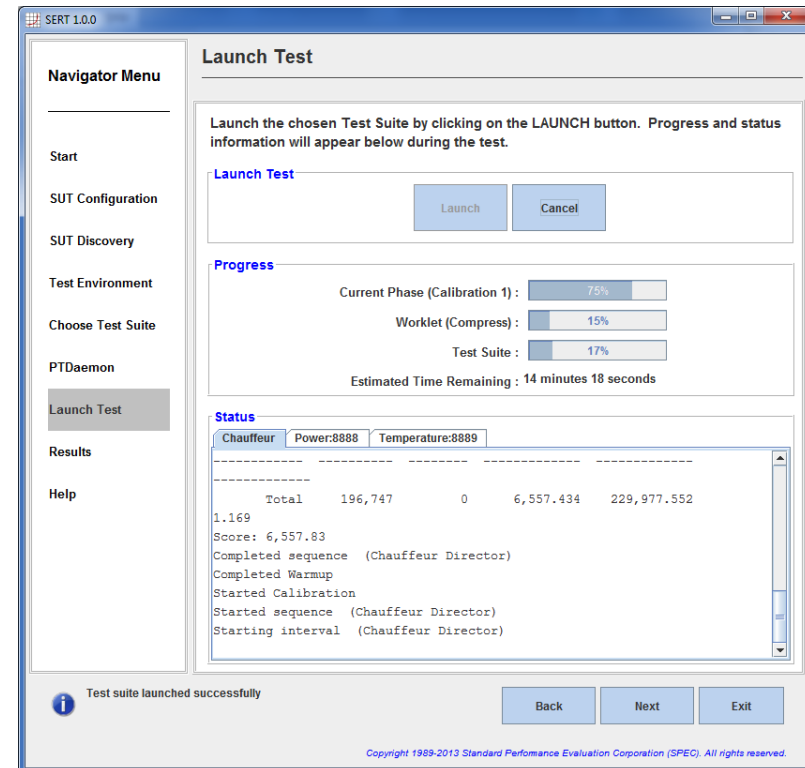 SERT 1.0.0
Navigator Menu
Start
SUT Configuration
SUT Discovery
Test Environment
Choose Test Suite
PTDaemon
Launch Test
Results
Help
Launch Test
Launch the chosen Test Suite by clicking on the LAUNCH button. Progress and status
information will appear below during the test.
Launch Test
Launch Cancel
Progress
Current Phase (Calibration 1) : 75%
Worklet (Compress) : 15%
Test Suite : 17%
Estimated Time Remaining : 14 minutes 18 seconds
Status
Chauffeur Power:8888 Temperature:8889
------------ ---------- -------- ------------- -------------
-------------
Total 196,747 0 6,557.434 229,977.552
1.169
Score: 6,557.83
Completed sequence (Chauffeur Director)
Completed Warmup
Started Calibration
Started sequence (Chauffeur Director)
Starting interval (Chauffeur Director)
Test suite launched successfully
Back Next Exit
Copyright 1989-2013 Standard Performance Evaluation Corporation (SPEC). All rights reserved.